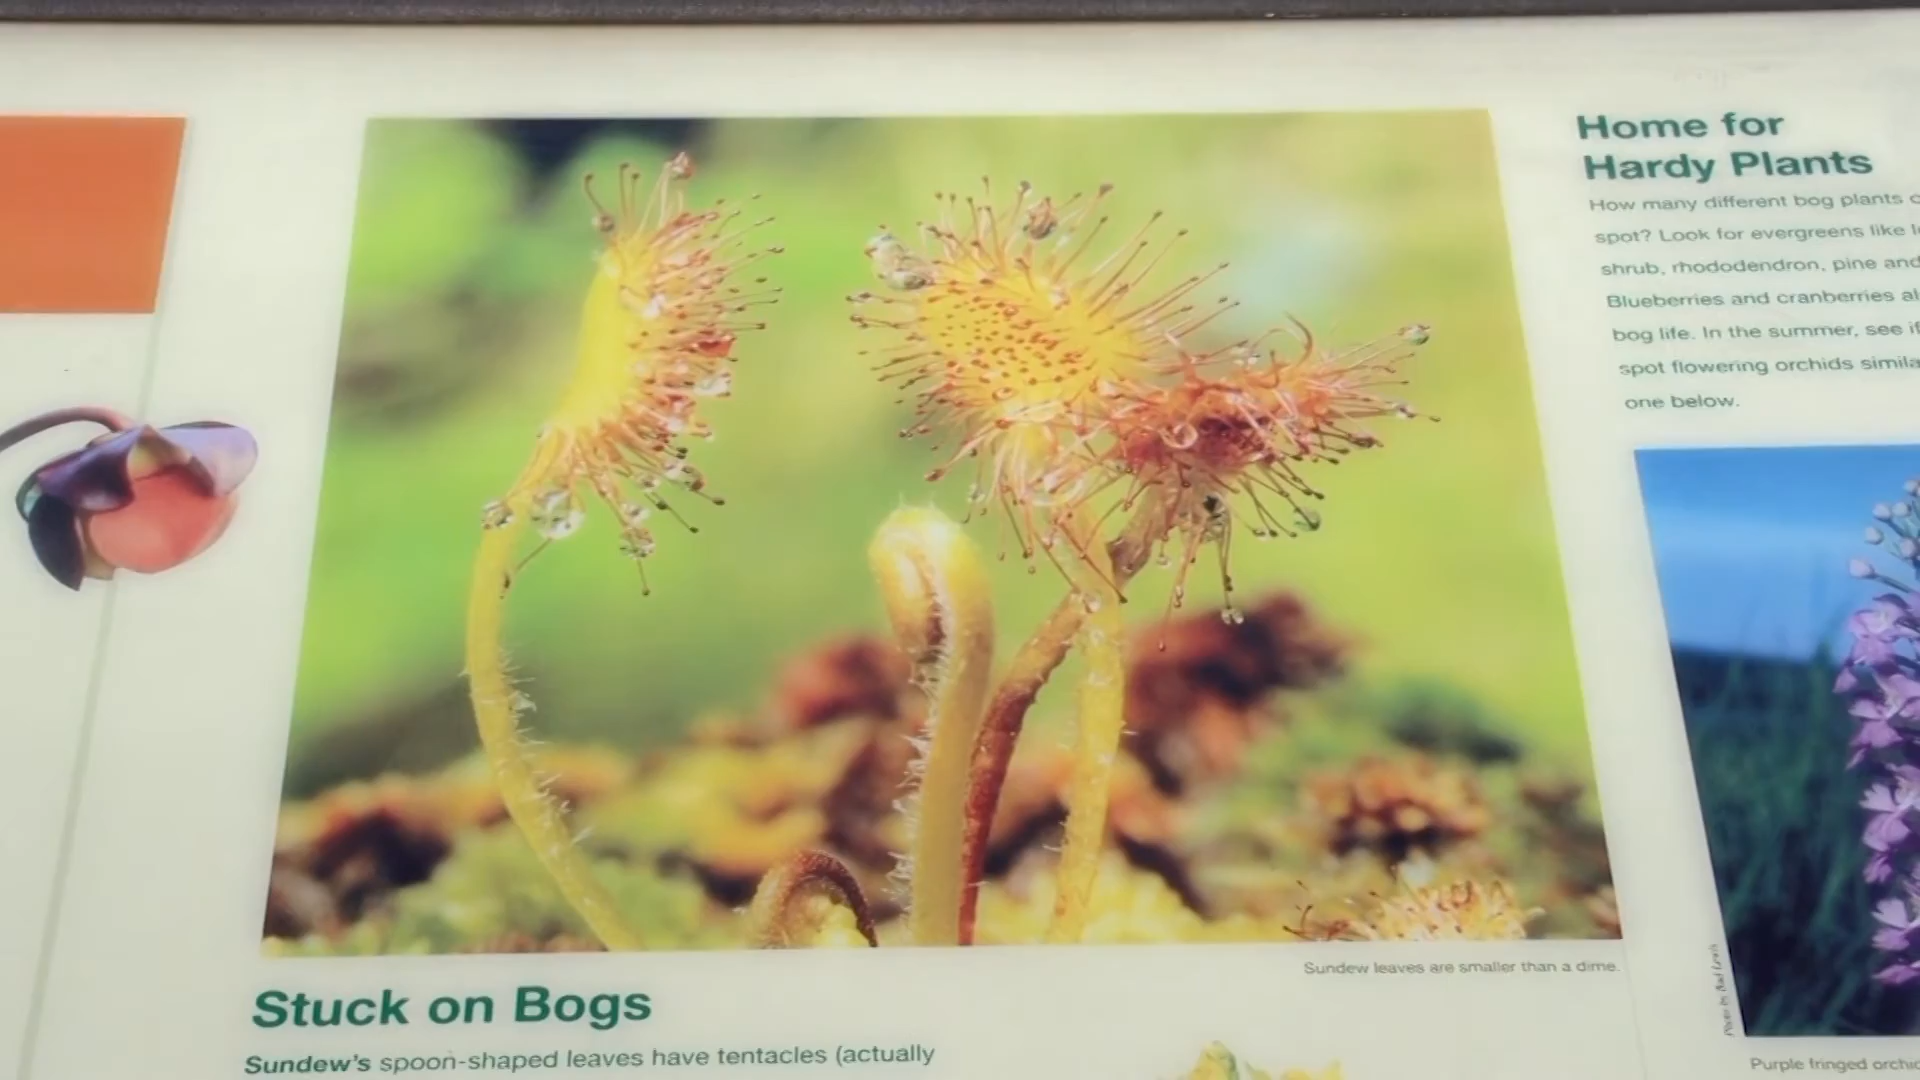 Home for
Hardy Plants
How many different bog plants
spot? Look for evergreens like
shrub, rhododendron, pine and
Blueberries and cranberries
bog life. In the summer, see
spot flowering orchids
one below.
Sundew leaves are smaller than a dime.
Stuck on Bogs
Sundew's spoon-shaped leaves have tentacles (actually
Photo by
Purple fringed